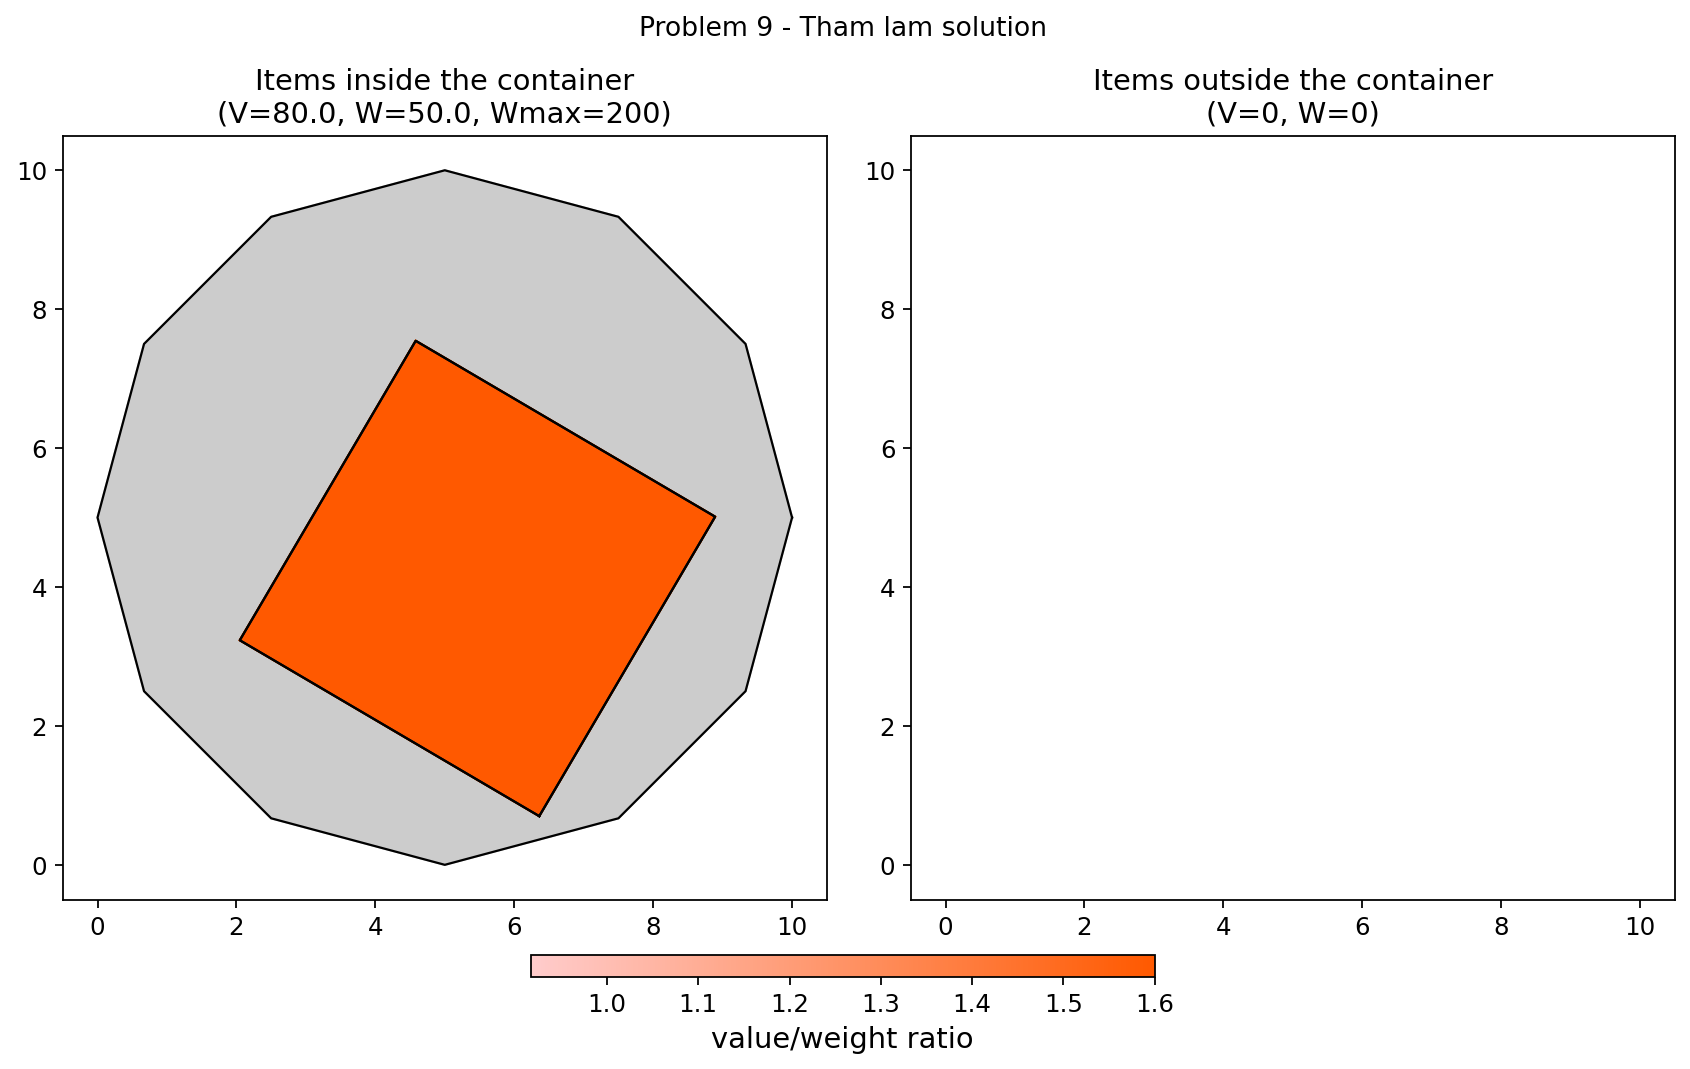 Problem 9 - Tham lam solution
Items inside the container
(V=80.0, W=50.0, Wmax=200)
Items outside the container
(V=0, W=0)
10
8
6
4
2
0
0 2 4 6 8 10
10
8
6
4
2
0
0 2 4 6 8 10
1.0 1.1 1.2 1.3 1.4 1.5 1.6
value/weight ratio